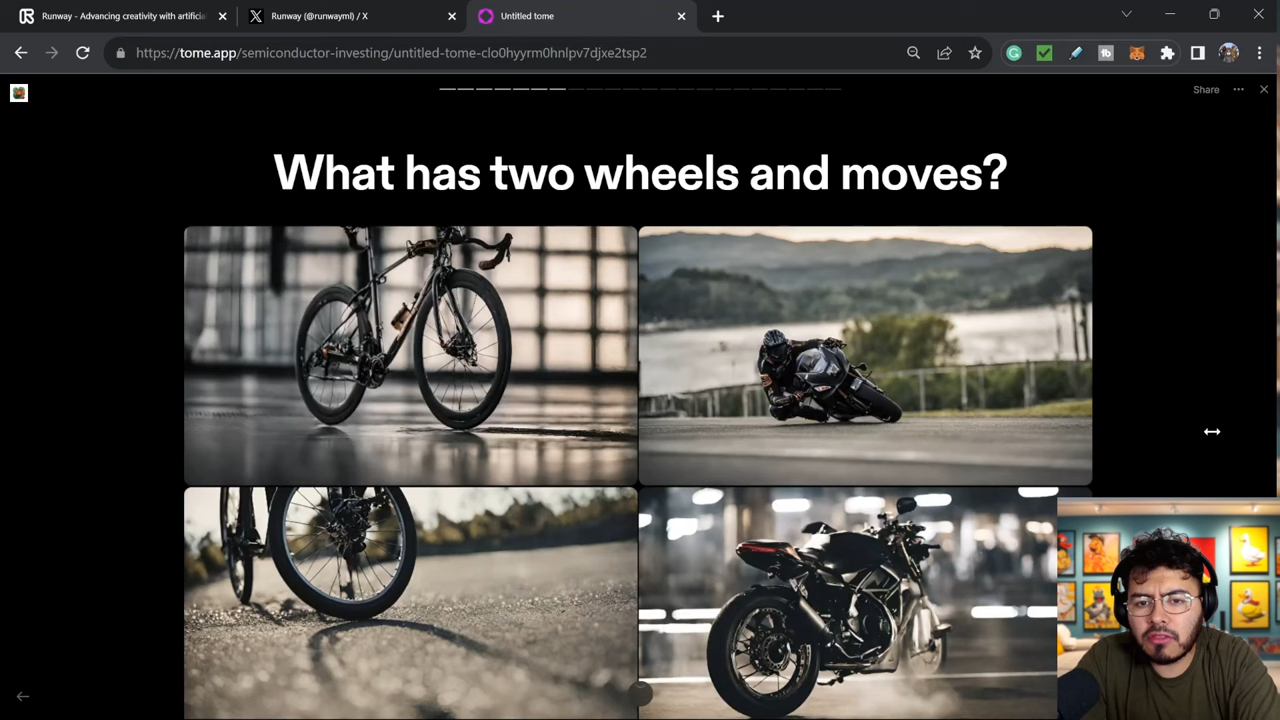 Runway - Advancing creativity with artificia
Runway (@runwayml) / X
Untitled tome
https://tome.app/semiconductor-investing/untitled-tome-clo0hyyrm0hnlpv7djxe2tsp2
Share
What has two wheels and moves?